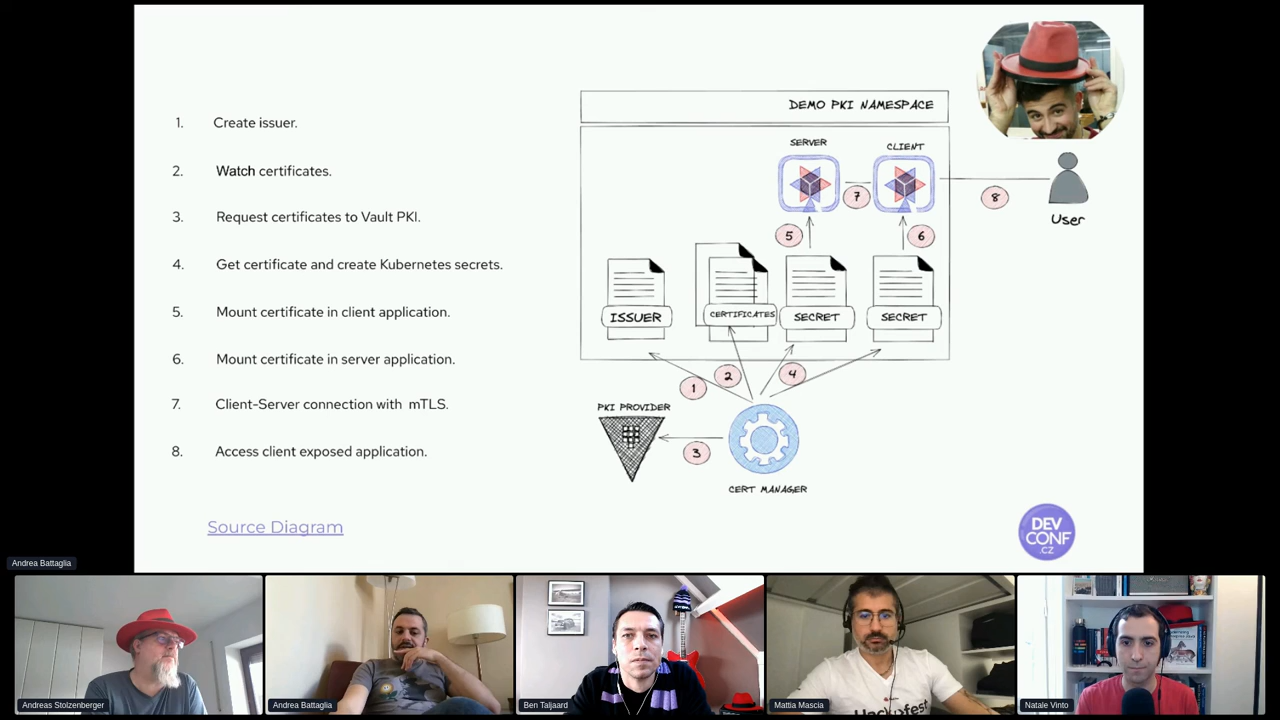 1. Create issuer.
2. Watch certificates.
3. Request certificates to Vault PKI.
4. Get certificate and create Kubernetes secrets.
5. Mount certificate in client application.
6. Mount certificate in server application.
7. Client-Server connection with mTLS.
8. Access client exposed application.
Source Diagram
DEMO PKI NAMESPACE
SERVER
CLIENT
7
8
User
5
6
ISSUER
CERTIFICATES
SECRET
SECRET
1
2
4
PKI PROVIDER
3
CERT MANAGER
DEV
CONF
.CZ
Andrea Battaglia
Andreas Stolzenberger
Andrea Battaglia
Ben Taljaard
Mattia Mascia
Natale Vinto